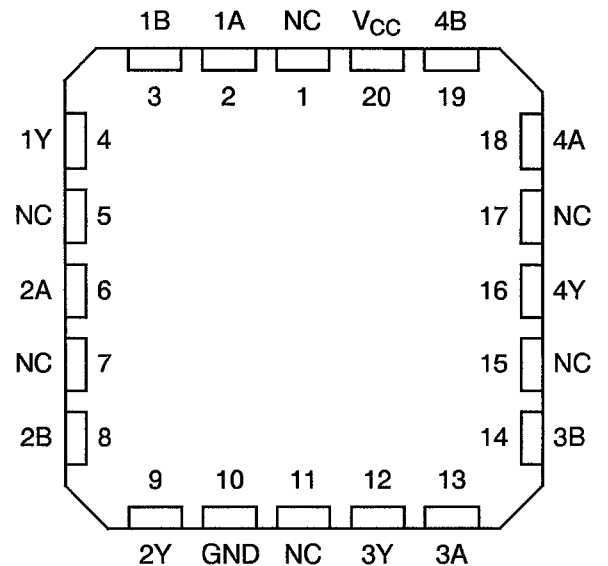 1B 1A NC VCC 4B
3 2 1 20 19
1Y 4 18 4A
NC 5 17 NC
2A 6 16 4Y
NC 7 15 NC
2B 8 14 3B
9 10 11 12 13
2Y GND NC 3Y 3A